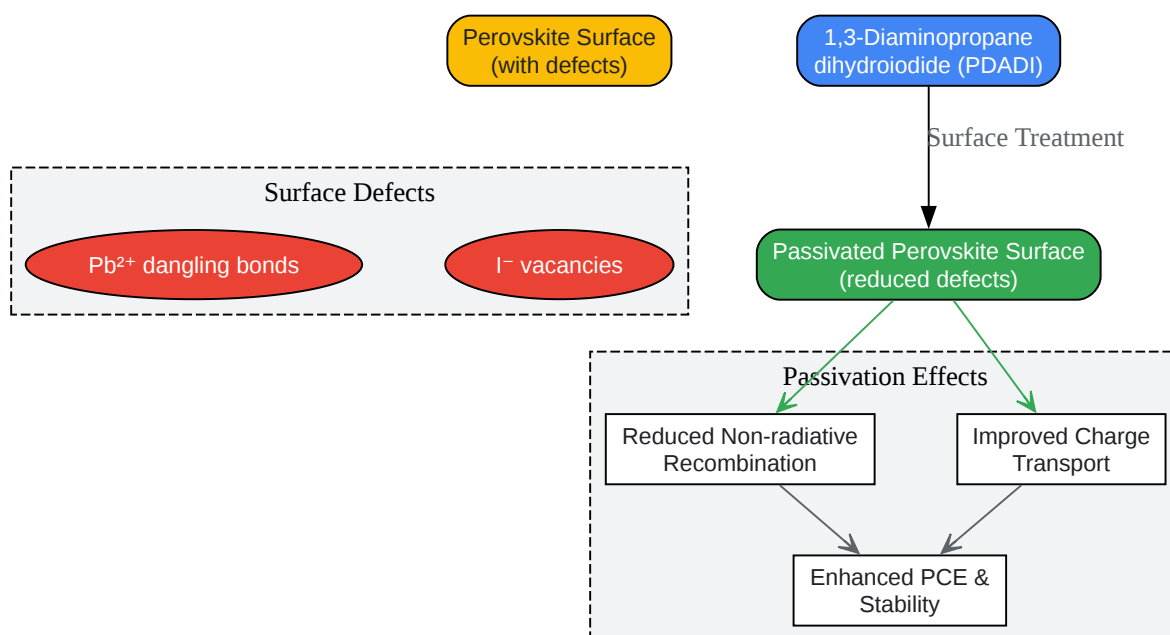 Perovskite Surface
(with defects)
1,3-Diaminopropane
dihydroiodide (PDADI)
Surface Treatment
Surface Defects
Pb²⁺ dangling bonds
I⁻ vacancies
Passivated Perovskite Surface
(reduced defects)
Passivation Effects
Reduced Non-radiative
Recombination
Improved Charge
Transport
Enhanced PCE &
Stability